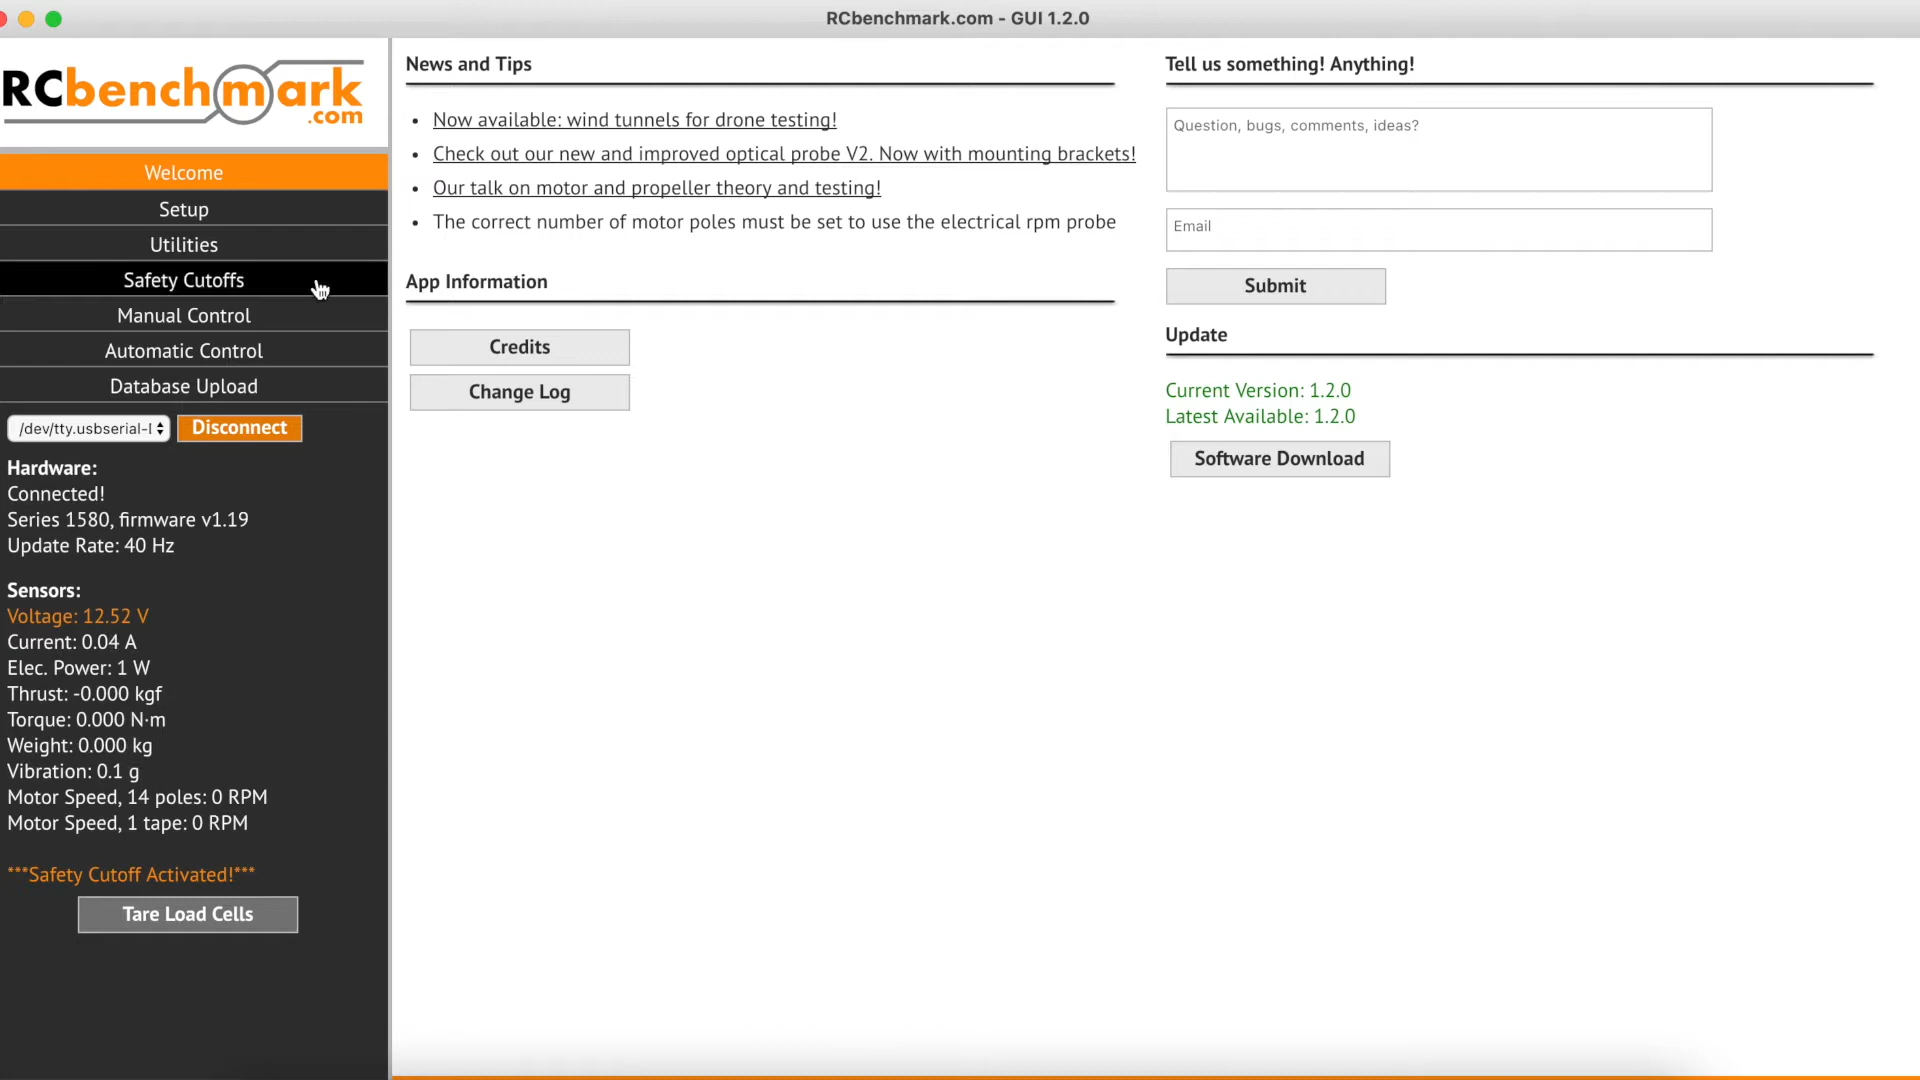 RCbenchmark.com - GUI 1.2.0
RCbenchmark
.com
Welcome
Setup
Utilities
Safety Cutoffs
Manual Control
Automatic Control
Database Upload
/dev/tty.usbserial-
Disconnect
Hardware:
Connected!
Series 1580, firmware v1.19
Update Rate: 40 Hz
Sensors:
Voltage: 12.52 V
Current: 0.04 A
Elec. Power: 1 W
Thrust: -0.000 kgf
Torque: 0.000 N·m
Weight: 0.000 kg
Vibration: 0.1 g
Motor Speed, 14 poles: 0 RPM
Motor Speed, 1 tape: 0 RPM
***Safety Cutoff Activated!***
Tare Load Cells
News and Tips
• Now available: wind tunnels for drone testing!
• Check out our new and improved optical probe V2. Now with mounting brackets!
• Our talk on motor and propeller theory and testing!
• The correct number of motor poles must be set to use the electrical rpm probe
App Information
Credits
Change Log
Tell us something! Anything!
Question, bugs, comments, ideas?
Email
Submit
Update
Current Version: 1.2.0
Latest Available: 1.2.0
Software Download